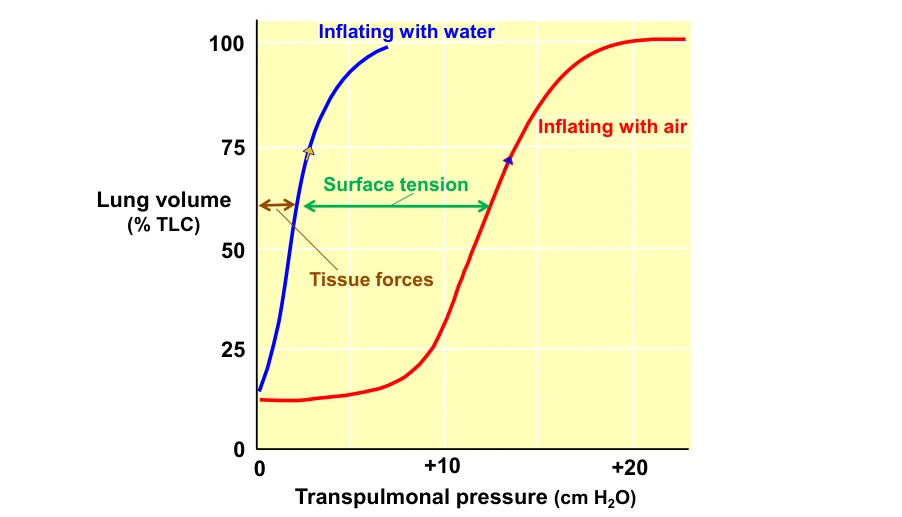 Inflating with water
100
Inflating with air
75
Surface tension
Lung volume
(% TLC)
50
Tissue forces
25
0
0
+10
+20
Transpulmonal pressure (cm H₂O)